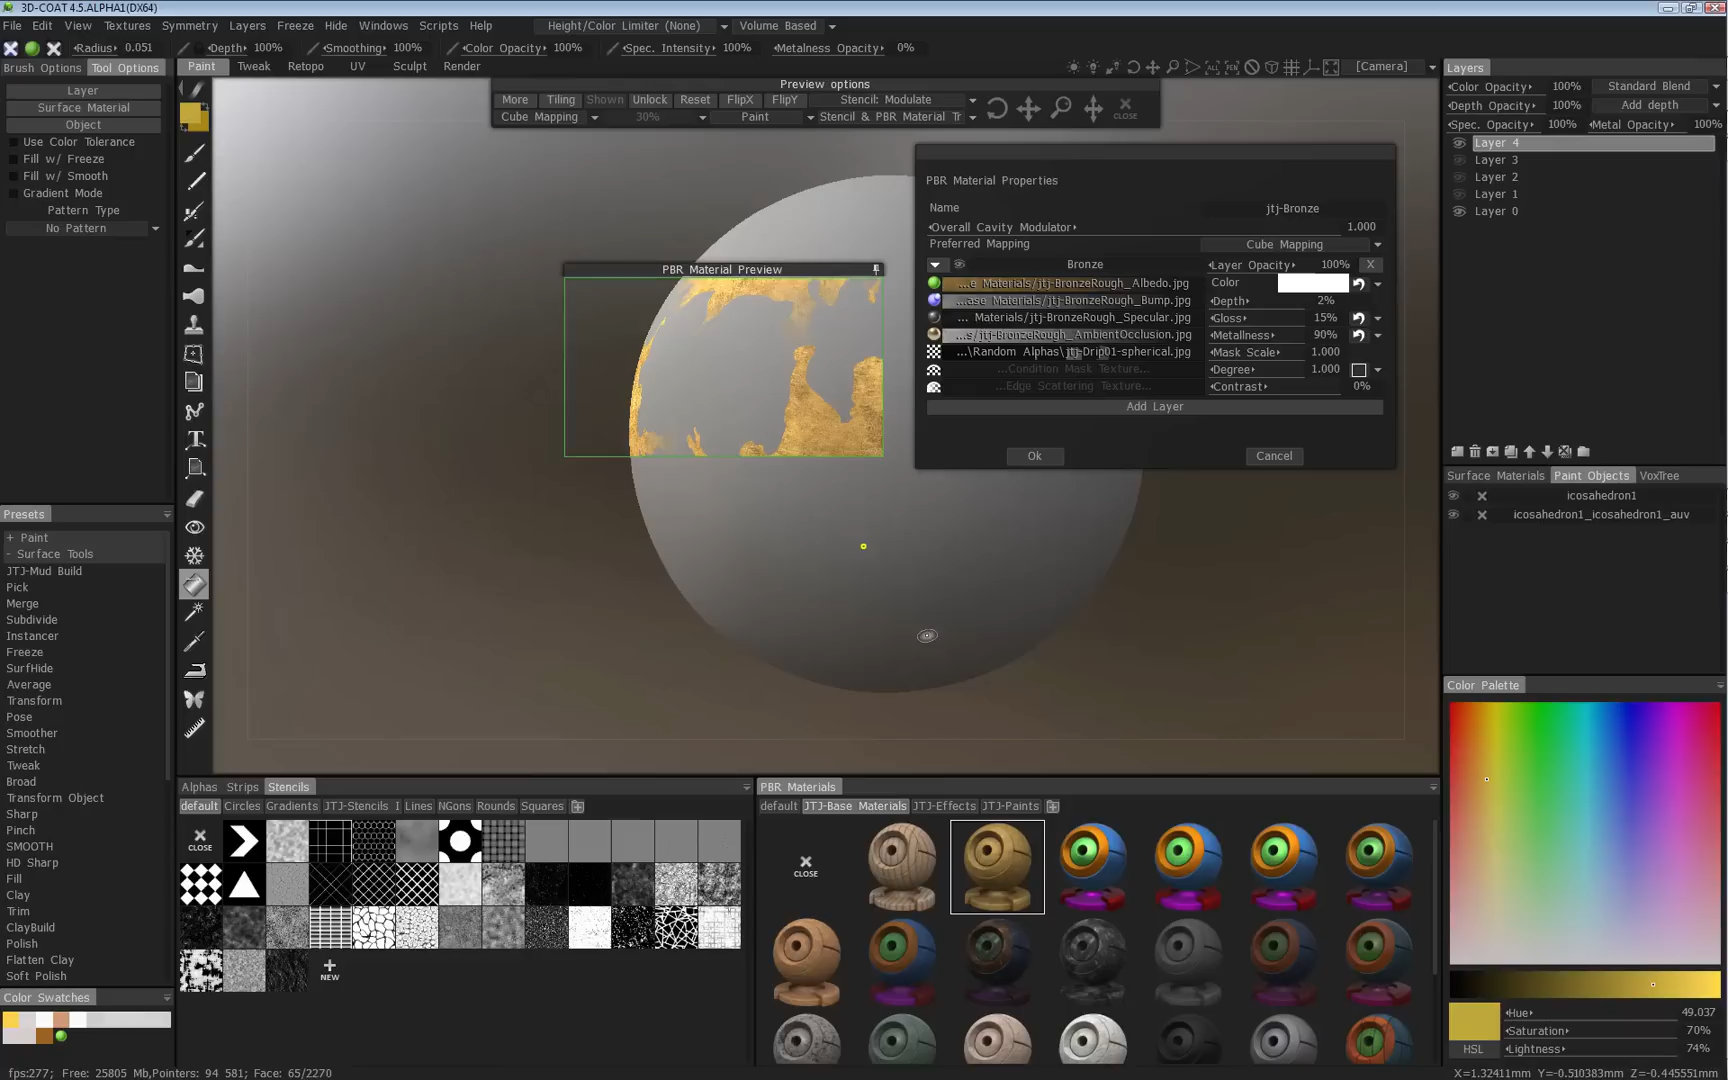 3D-COAT 4.5.ALPHA1(DX64)
File Edit View Textures Symmetry Layers Freeze Hide Windows Scripts Help Height/Color Limiter (None) Volume Based
Radius 0.051 Depth 100% Smoothing 100% Color Opacity 100% Spec. Intensity 100% Metalness Opacity 0%
Brush Options Tool Options Paint Tweak Retopo UV Sculpt Render [Camera] Layers
Layer
Surface Material
Object
Use Color Tolerance
Fill w/ Freeze
Fill w/ Smooth
Gradient Mode
Pattern Type
No Pattern
Preview options
More Tiling Shown Unlock Reset FlipX FlipY Stencil: Modulate
Cube Mapping 30% Paint Stencil & PBR Material Tr CLOSE
PBR Material Properties
Name jtj-Bronze
Overall Cavity Modulator 1.000
Preferred Mapping Cube Mapping
Bronze Layer Opacity 100% X
...e Materials/jtj-BronzeRough_Albedo.jpg Color
...ase Materials/jtj-BronzeRough_Bump.jpg Depth 2%
... Materials/jtj-BronzeRough_Specular.jpg Gloss 15%
...s/jtj-BronzeRough_AmbientOcclusion.jpg Metallness 90%
...\Random Alphas\jtj-Drip01-spherical.jpg Mask Scale 1.000
...Condition Mask Texture... Degree 1.000
...Edge Scattering Texture... Contrast 0%
Add Layer
Ok Cancel
PBR Material Preview
Color Opacity 100% Standard Blend
Depth Opacity 100% Add depth
Spec. Opacity 100% Metal Opacity 100%
Layer 4
Layer 3
Layer 2
Layer 1
Layer 0
Surface Materials Paint Objects VoxTree
icosahedron1
icosahedron1_icosahedron1_auv
Presets
+ Paint
- Surface Tools
JTJ-Mud Build
Pick
Merge
Subdivide
Instancer
Freeze
SurfHide
Average
Transform
Pose
Smoother
Stretch
Tweak
Broad
Transform Object
Sharp
Pinch
SMOOTH
HD Sharp
Fill
Clay
Trim
ClayBuild
Polish
Flatten Clay
Soft Polish
Color Swatches
Alphas Strips Stencils
default Circles Gradients JTJ-Stencils I Lines NGons Rounds Squares
CLOSE
NEW
PBR Materials
default JTJ-Base Materials JTJ-Effects JTJ-Paints
CLOSE
Color Palette
Hue 49.037
Saturation 70%
HSL Lightness 74%
fps:277; Free: 25805 Mb,Pointers: 94 581; Face: 65/2270
X=1.32411mm Y=-0.510383mm Z=-0.445551mm